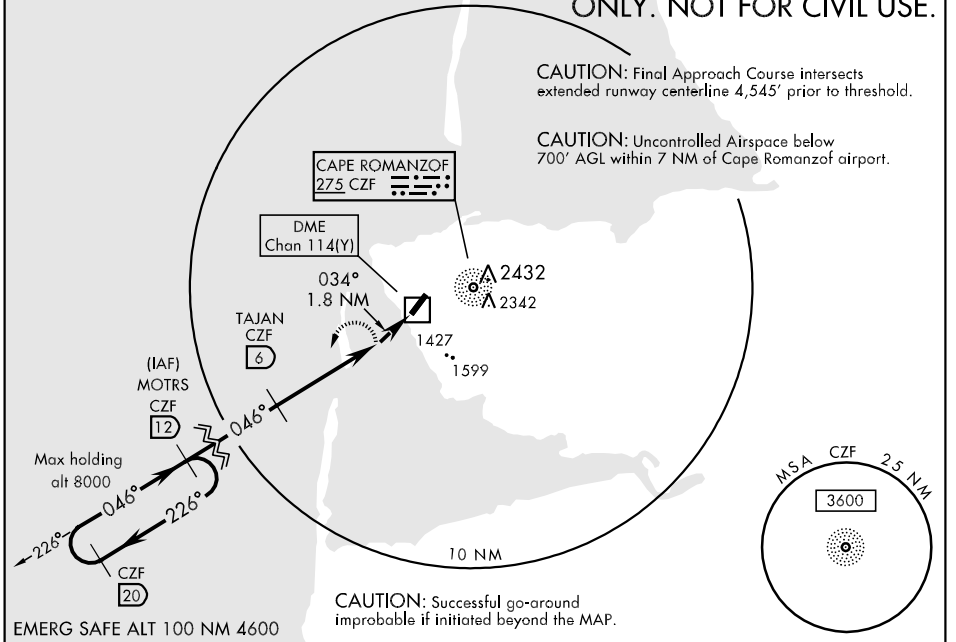 ONLY. NOT FOR CIVIL USE.
CAUTION: Final Approach Course intersects
extended runway centerline 4,545' prior to threshold.
CAUTION: Uncontrolled Airspace below
700' AGL within 7 NM of Cape Romanzof airport.
CAPE ROMANZOF
275 CZF
DME
Chan 114(Y)
034°
1.8 NM
2432
2342
TAJAN
CZF
6
1427
1599
(IAF)
MOTRS
CZF
12
046°
Max holding
alt 8000
046°
226°
226°
CZF
20
10 NM
MSA CZF 25 NM
3600
CAUTION: Successful go-around
improbable if initiated beyond the MAP.
EMERG SAFE ALT 100 NM 4600